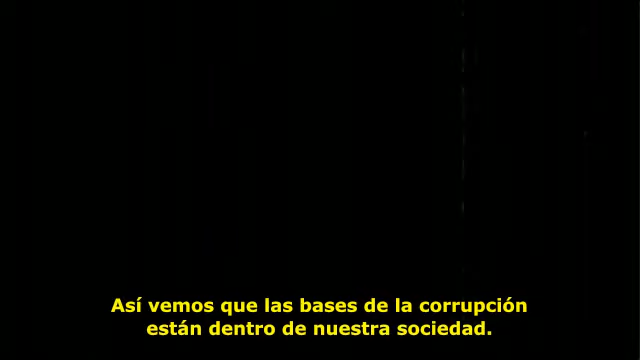 Así vemos que las bases de la corrupción
están dentro de nuestra sociedad.